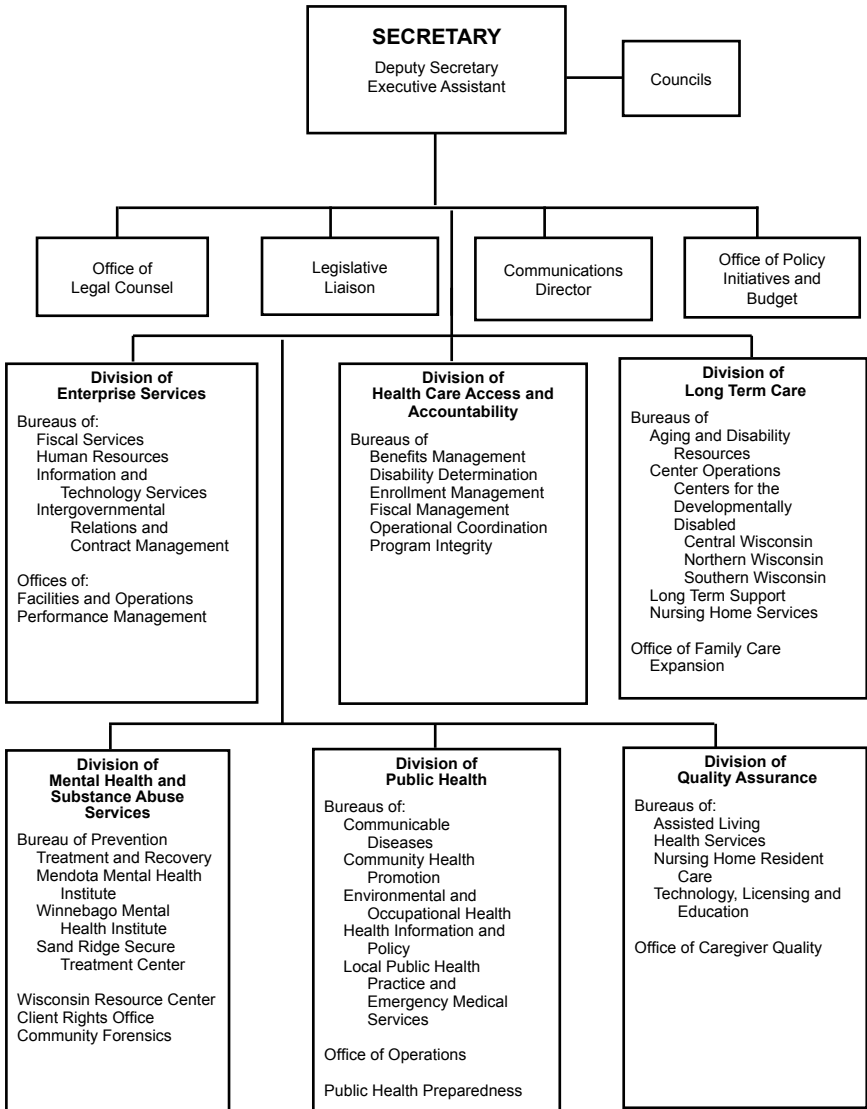 SECRETARY
Deputy Secretary
Executive Assistant
Councils
Office of
Legal Counsel
Legislative
Liaison
Communications
Director
Office of Policy
Initiatives and
Budget
Division of
Enterprise Services
Bureaus of:
Fiscal Services
Human Resources
Information and
Technology Services
Intergovernmental
Relations and
Contract Management
Offices of:
Facilities and Operations
Performance Management
Division of
Health Care Access and
Accountability
Bureaus of
Benefits Management
Disability Determination
Enrollment Management
Fiscal Management
Operational Coordination
Program Integrity
Division of
Long Term Care
Bureaus of
Aging and Disability
Resources
Center Operations
Centers for the
Developmentally
Disabled
Central Wisconsin
Northern Wisconsin
Southern Wisconsin
Long Term Support
Nursing Home Services
Office of Family Care
Expansion
Division of
Mental Health and
Substance Abuse
Services
Bureau of Prevention
Treatment and Recovery
Mendota Mental Health
Institute
Winnebago Mental
Health Institute
Sand Ridge Secure
Treatment Center
Wisconsin Resource Center
Client Rights Office
Community Forensics
Division of
Public Health
Bureaus of:
Communicable
Diseases
Community Health
Promotion
Environmental and
Occupational Health
Health Information and
Policy
Local Public Health
Practice and
Emergency Medical
Services
Office of Operations
Public Health Preparedness
Division of
Quality Assurance
Bureaus of:
Assisted Living
Health Services
Nursing Home Resident
Care
Technology, Licensing and
Education
Office of Caregiver Quality